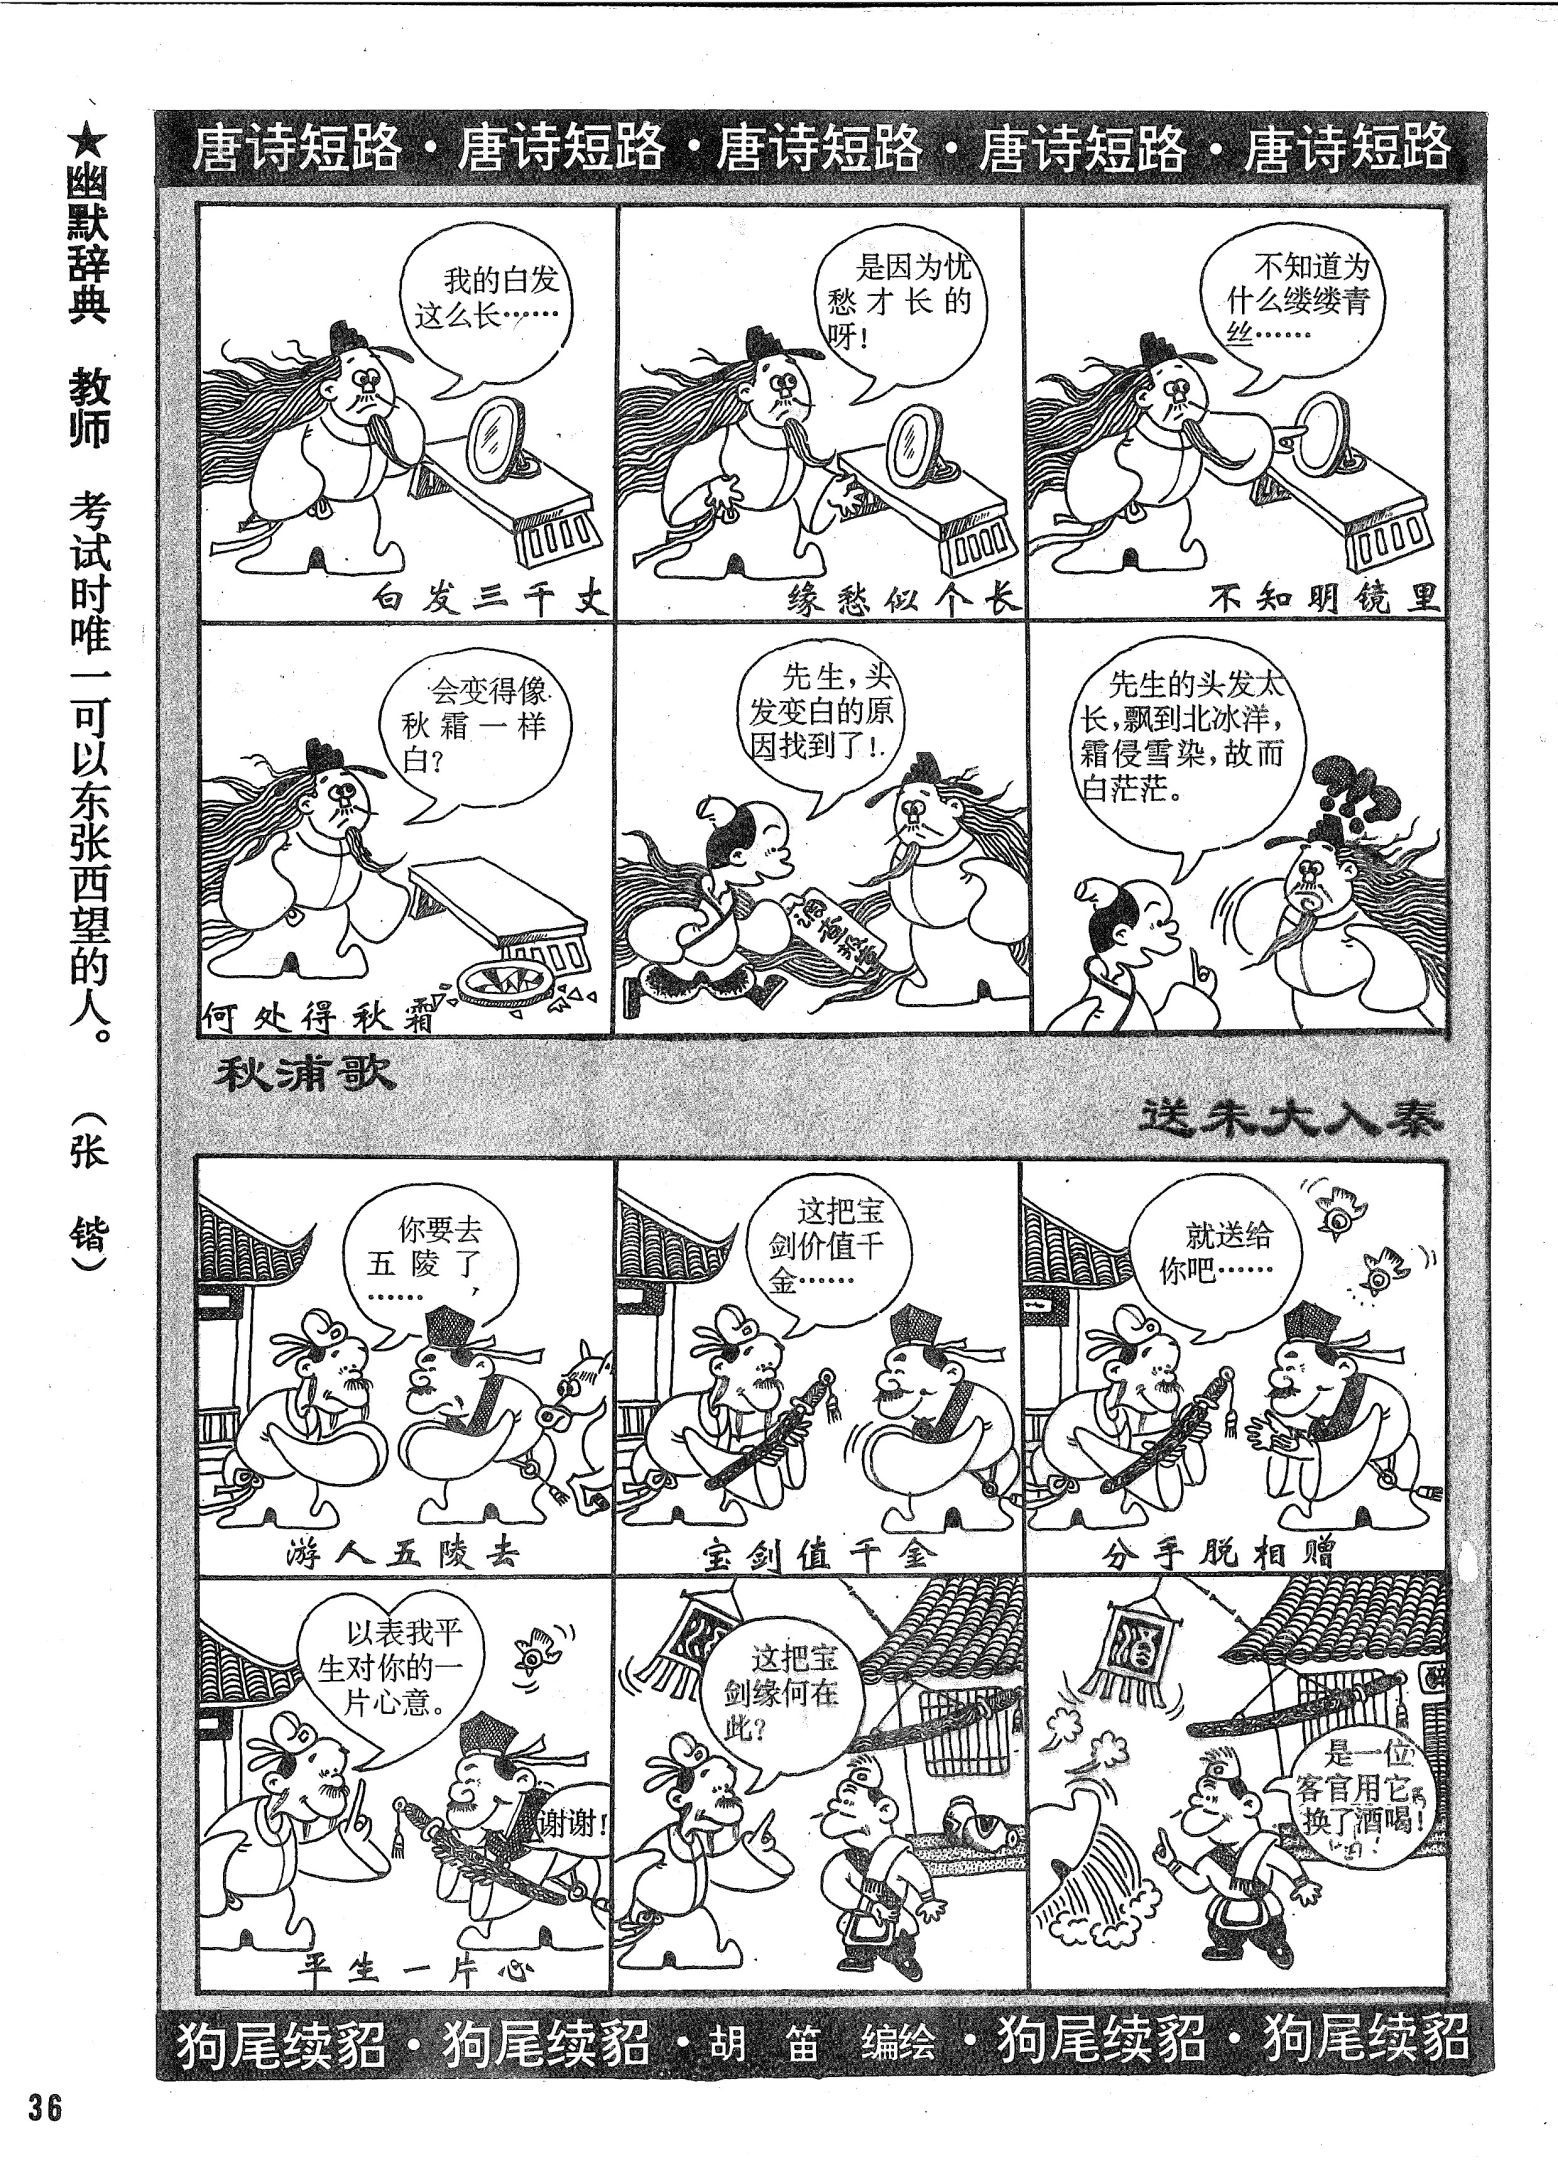 ★幽默辞典　教师　考试时唯一可以东张西望的人。　（张　锴）
唐诗短路·唐诗短路·唐诗短路·唐诗短路·唐诗短路
我的白发
这么长……
白发三千丈
是因为忧
愁才长的
呀！
缘愁似个长
不知道为
什么缕缕青
丝……
不知明镜里
会变得像
秋霜一样
白？
何处得秋霜
先生，头
发变白的原
因找到了！
调查报告
先生的头发太
长，飘到北冰洋，
霜侵雪染，故而
白茫茫。
?!?!?
秋浦歌
送朱大入秦
你要去
五陵了，
……
游人五陵去
这把宝
剑价值千
金……
宝剑值千金
就送给
你吧……
分手脱相赠
以表我平
生对你的一
片心意。
谢谢！
平生一片心
这把宝
剑缘何在
此？
酒
是一位
客官用它
换了酒喝！
醉
狗尾续貂·狗尾续貂·胡笛 编绘·狗尾续貂·狗尾续貂
36